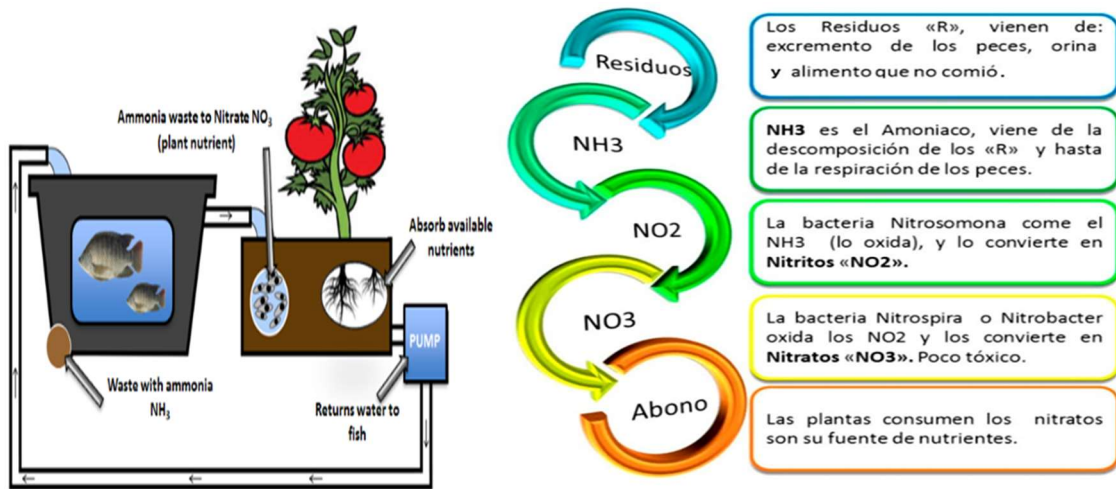 Ammonia waste to Nitrate NO3
(plant nutrient)
Absorb available
nutrients
PUMP
Waste with ammonia
NH3
Returns water to
fish
Residuos
NH3
NO2
NO3
Abono
Los Residuos «R», vienen de:
excremento de los peces, orina
y alimento que no comió.
NH3 es el Amoniaco, viene de la
descomposición de los «R» y hasta
de la respiración de los peces.
La bacteria Nitrosomona come el
NH3 (lo oxida), y lo convierte en
Nitritos «NO2».
La bacteria Nitrospira o Nitrobacter
oxida los NO2 y los convierte en
Nitratos «NO3». Poco tóxico.
Las plantas consumen los nitratos
son su fuente de nutrientes.